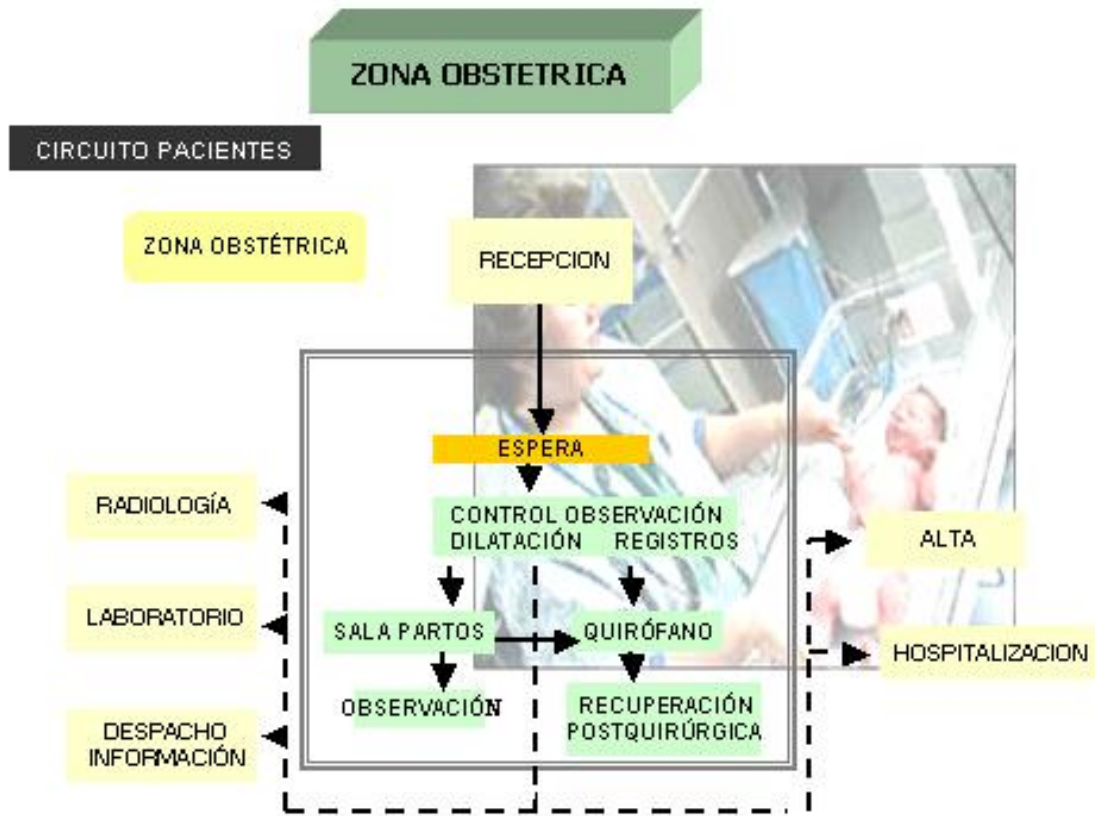 ZONA OBSTETRICA
CIRCUITO PACIENTES
ZONA OBSTÉTRICA
RECEPCION
ESPERA
CONTROL OBSERVACIÓN
DILATACIÓN REGISTROS
RADIOLOGÍA
ALTA
LABORATORIO
SALA PARTOS
QUIRÓFANO
HOSPITALIZACION
OBSERVACIÓN
RECUPERACIÓN
POSTQUIRÚRGICA
DESPACHO
INFORMACIÓN